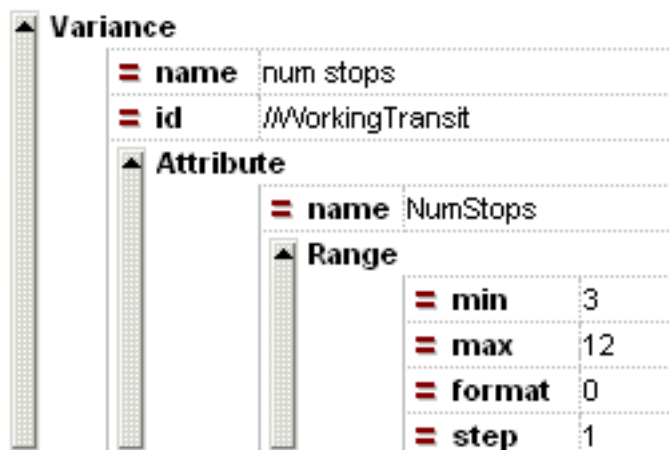 Variance
= name num stops
= id //WorkingTransit
Attribute
= name NumStops
Range
= min 3
= max 12
= format 0
= step 1